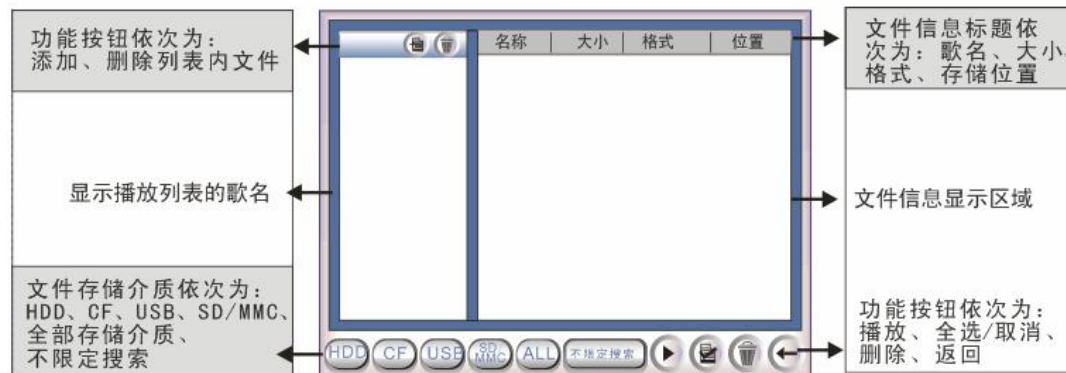 功能按钮依次为：
添加、删除列表内文件
显示播放列表的歌名
文件存储介质依次为：
HDD、CF、USB、SD/MMC、
全部存储介质、
不限定搜索
名称 大小 格式 位置
HDD CF USB SD MMC ALL 不限定搜索
文件信息标题依
次为：歌名、大小、
格式、存储位置
文件信息显示区域
功能按钮依次为：
播放、全选/取消、
删除、返回